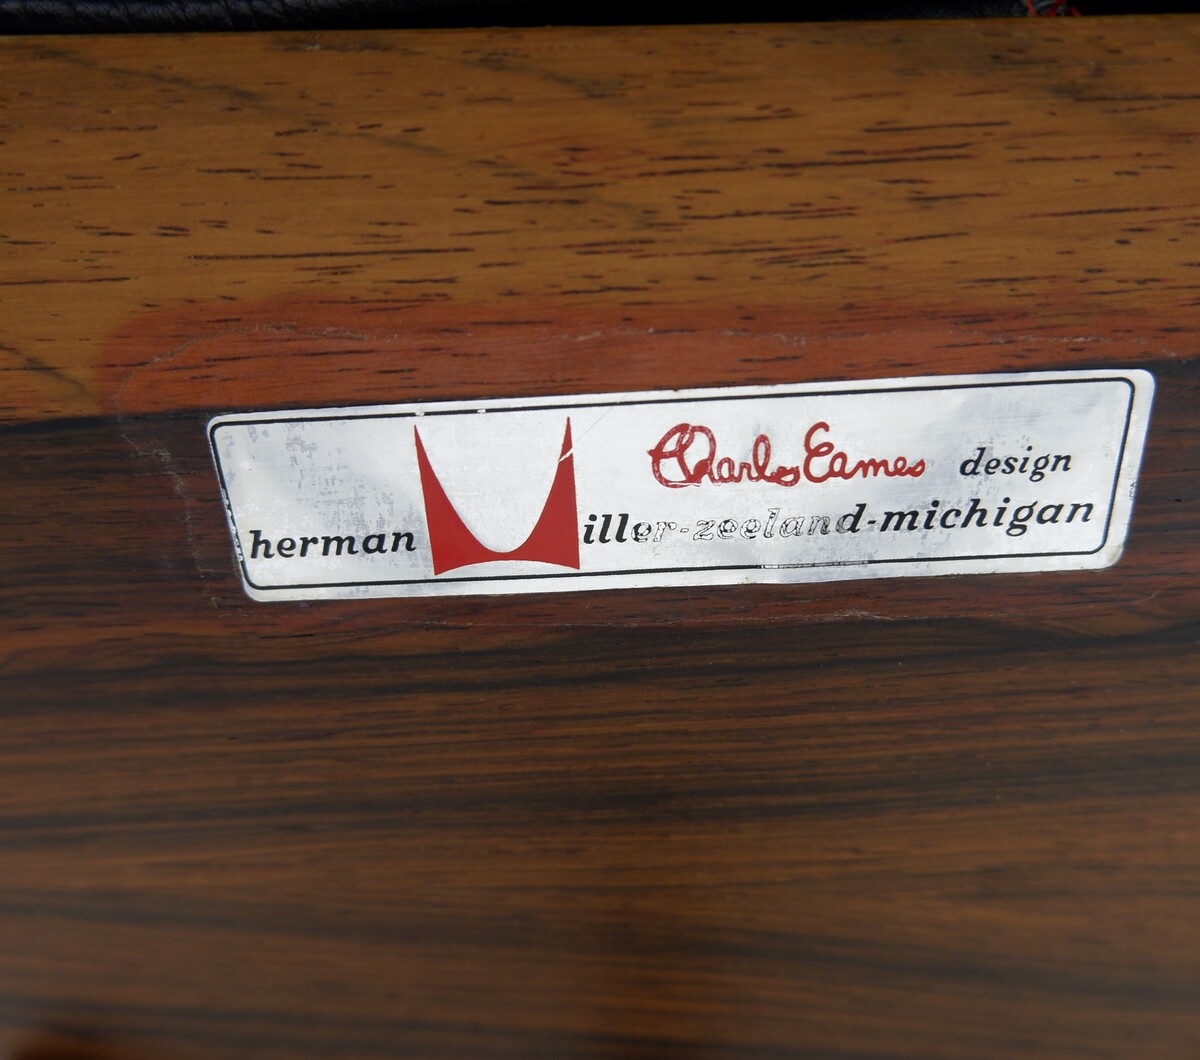 Charles Eames design
herman miller-zeeland-michigan